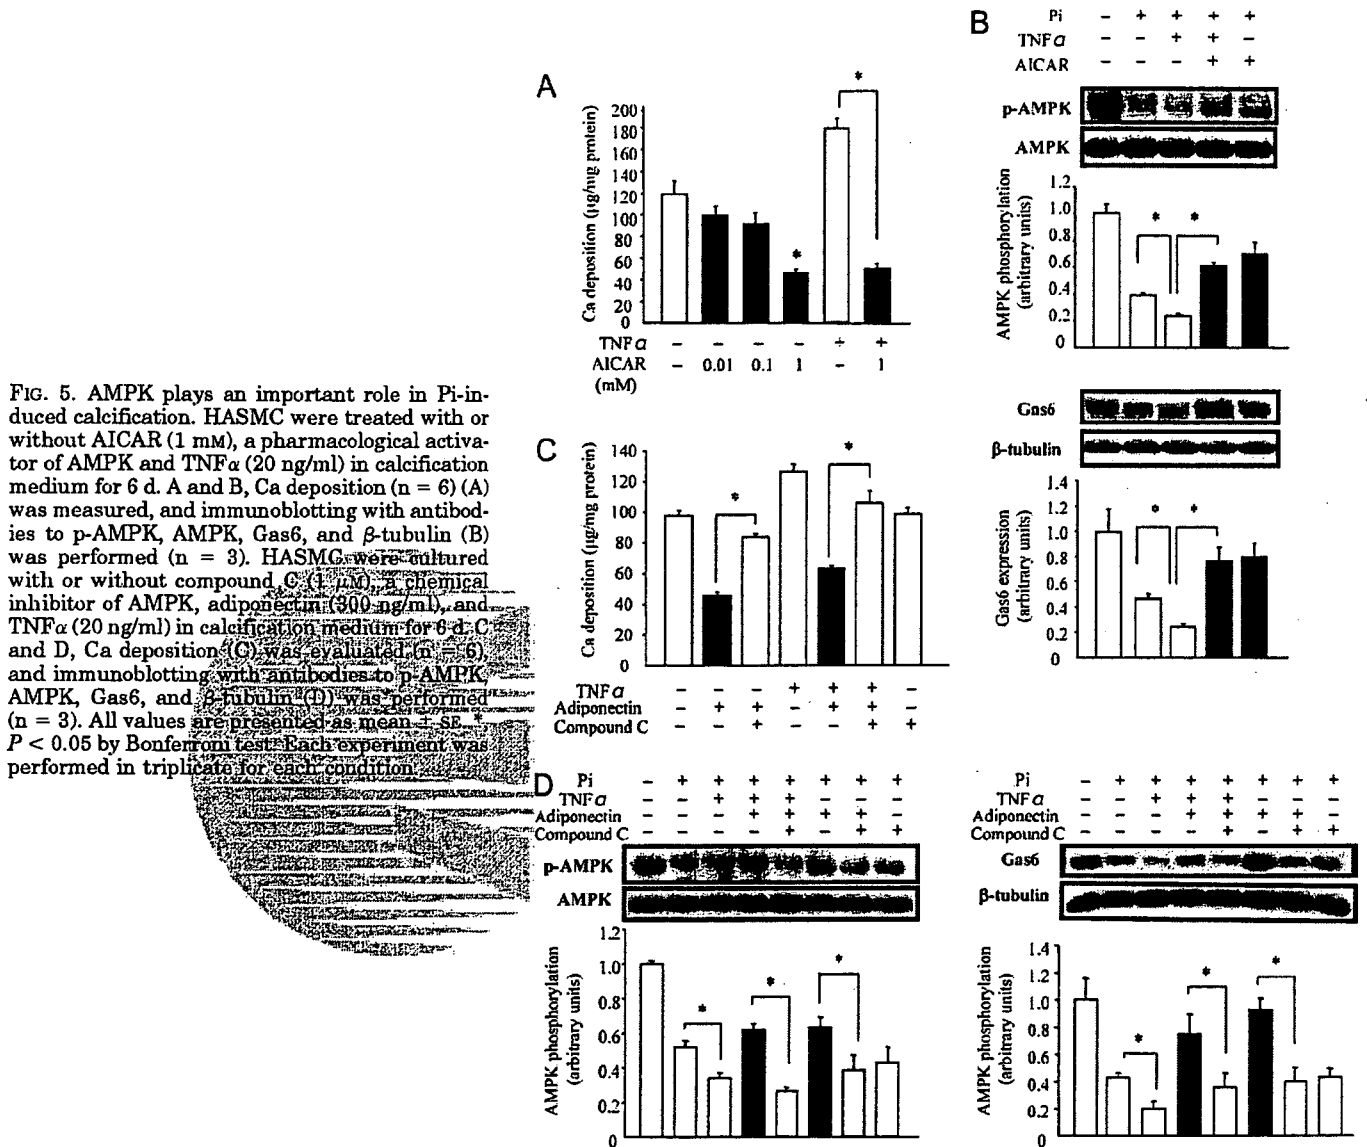 FIG. 5. AMPK plays an important role in Pi-in-
duced calcification. HASMC were treated with or
without AICAR (1 mM), a pharmacological activa-
tor of AMPK and TNFα (20 ng/ml) in calcification
medium for 6 d. A and B, Ca deposition (n = 6) (A)
was measured, and immunoblotting with antibod-
ies to p-AMPK, AMPK, Gas6, and β-tubulin (B)
was performed (n = 3). HASMC were cultured
with or without compound C (1 μM), a chemical
inhibitor of AMPK, adiponectin (300 ng/ml), and
TNFα (20 ng/ml) in calcification medium for 6 d. C
and D, Ca deposition (C) was evaluated (n = 6),
and immunoblotting with antibodies to p-AMPK,
AMPK, Gas6, and β-tubulin (D) was performed
(n = 3). All values are presented as mean ± SE. *,
P < 0.05 by Bonferroni test. Each experiment was
performed in triplicate for each condition.
A
Ca deposition (μg/mg protein)
200
180
160
140
120
100
80
60
40
20
0
*
*
TNFα - - - - + +
AICAR - 0.01 0.1 1 - 1
(mM)
B
Pi - + + + +
TNFα - - + + -
AICAR - - - + +
p-AMPK
AMPK
AMPK phosphorylation
(arbitrary units)
1.2
1.0
0.6
0.4
0.2
0
* *
Gas6
β-tubulin
Gas6 expression
(arbitrary units)
1.4
1.2
1.0
0.8
0.6
0.4
0.2
0
* *
C
Ca deposition (μg/mg protein)
140
120
100
80
60
40
20
0
* *
TNFα - - - + + + -
Adiponectin - + + - + + -
Compound C - - + - - + +
D
Pi - + + + + + + +
TNFα - - + + + - - -
Adiponectin - - - + + + + -
Compound C - - - - + - + +
p-AMPK
AMPK
AMPK phosphorylation
(arbitrary units)
1.2
1.0
0.8
0.6
0.4
0.2
0
* * *
Pi - + + + + + + +
TNFα - - + + + - - -
Adiponectin - - - + + + + -
Compound C - - - - + - + +
Gas6
β-tubulin
AMPK phosphorylation
(arbitrary units)
1.4
1.2
1.0
0.8
0.6
0.4
0.2
0
* * *